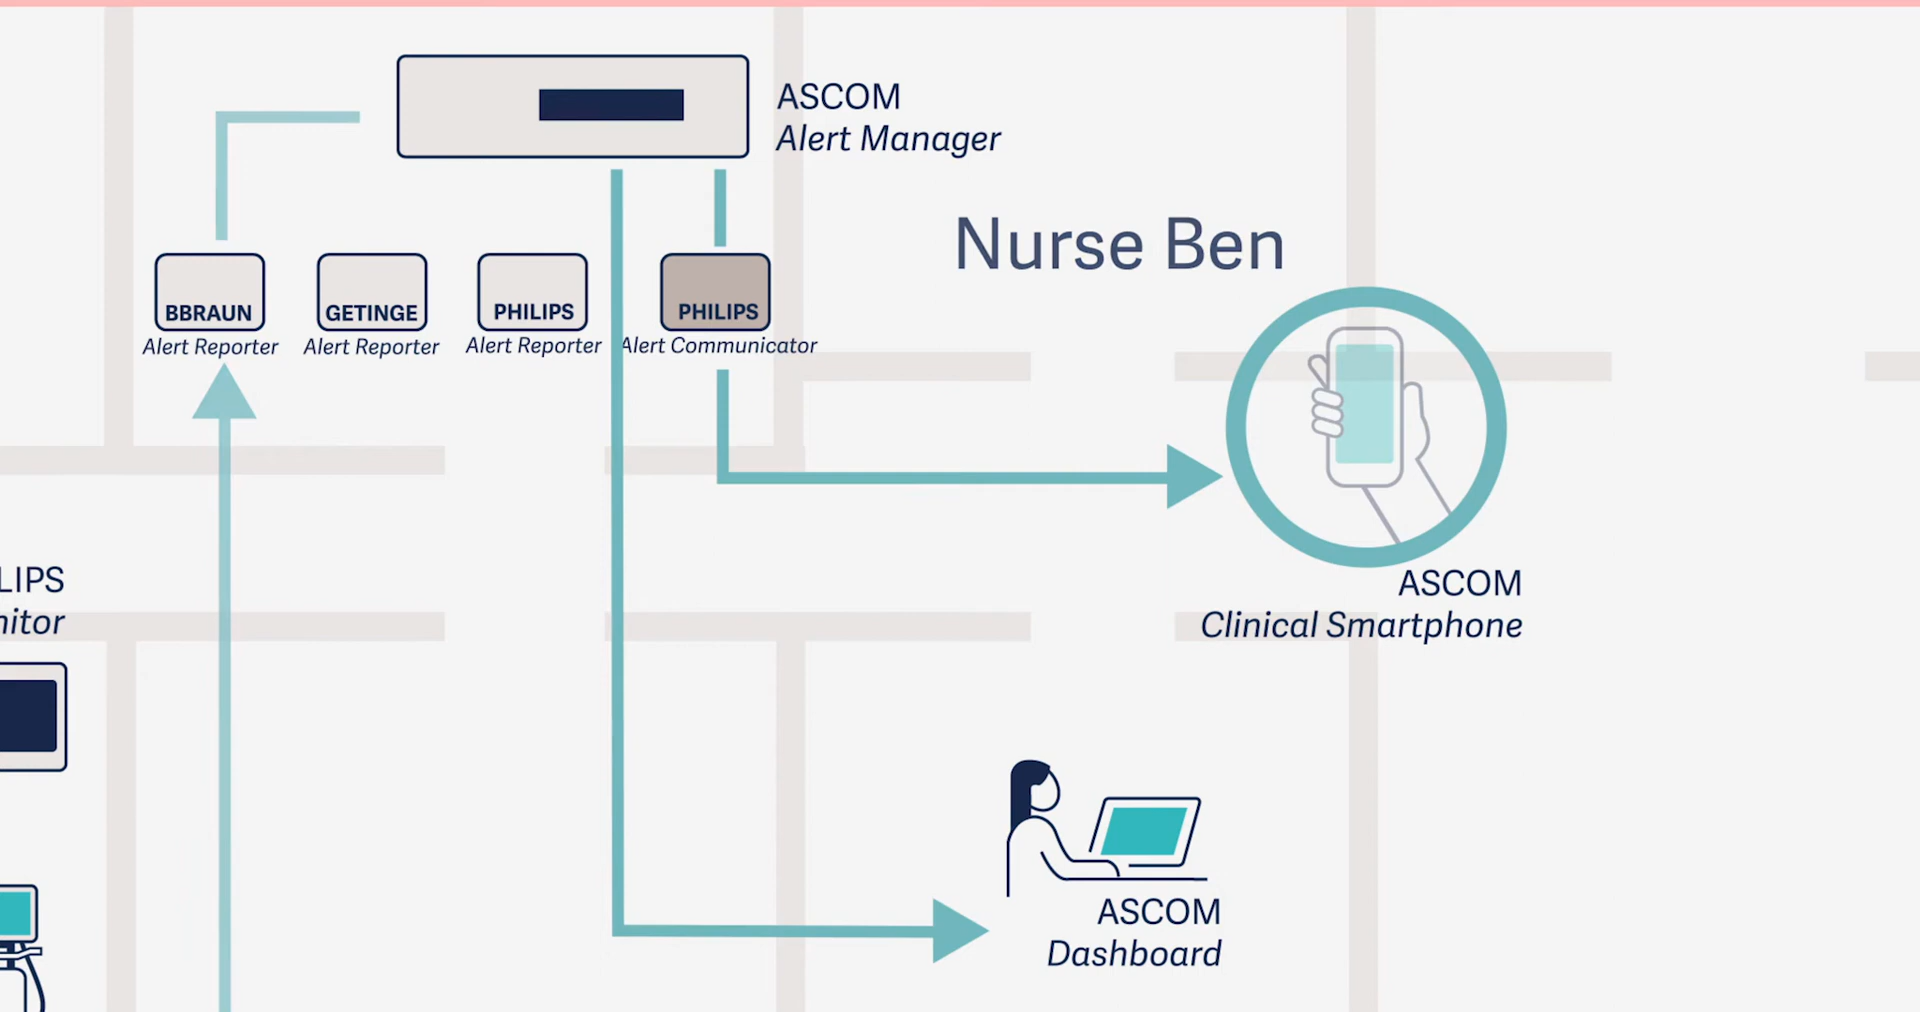 ASCOM
Alert Manager
Nurse Ben
BBRAUN
Alert Reporter
GETINGE
Alert Reporter
PHILIPS
Alert Reporter
PHILIPS
Alert Communicator
ASCOM
Clinical Smartphone
LIPS
nitor
ASCOM
Dashboard